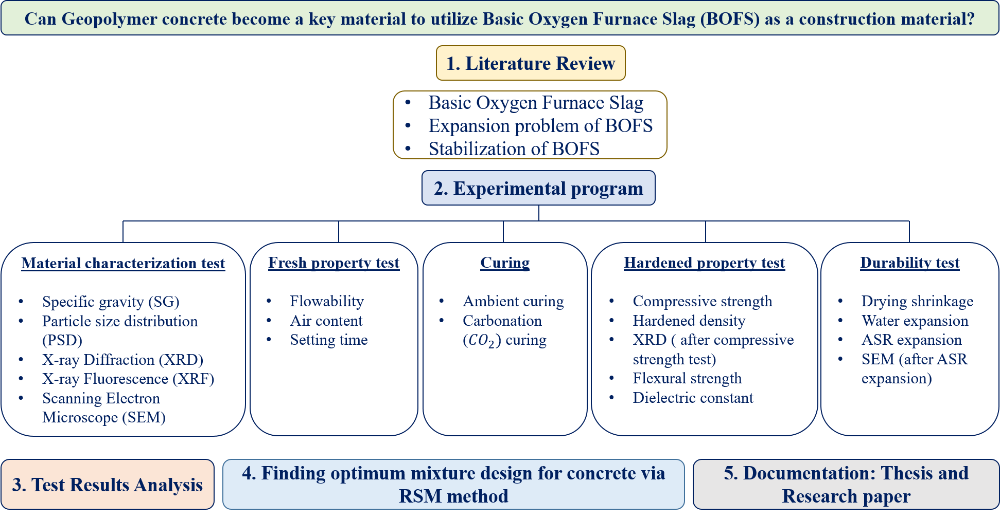 Can Geopolymer concrete become a key material to utilize Basic Oxygen Furnace Slag (BOFS) as a construction material?
1. Literature Review
• Basic Oxygen Furnace Slag
• Expansion problem of BOFS
• Stabilization of BOFS
2. Experimental program
Material characterization test
• Specific gravity (SG)
• Particle size distribution
(PSD)
• X-ray Diffraction (XRD)
• X-ray Fluorescence (XRF)
• Scanning Electron
Microscope (SEM)
Fresh property test
• Flowability
• Air content
• Setting time
Curing
• Ambient curing
• Carbonation
(CO₂) curing
Hardened property test
• Compressive strength
• Hardened density
• XRD ( after compressive
strength test)
• Flexural strength
• Dielectric constant
Durability test
• Drying shrinkage
• Water expansion
• ASR expansion
• SEM (after ASR
expansion)
3. Test Results Analysis
4. Finding optimum mixture design for concrete via
RSM method
5. Documentation: Thesis and
Research paper